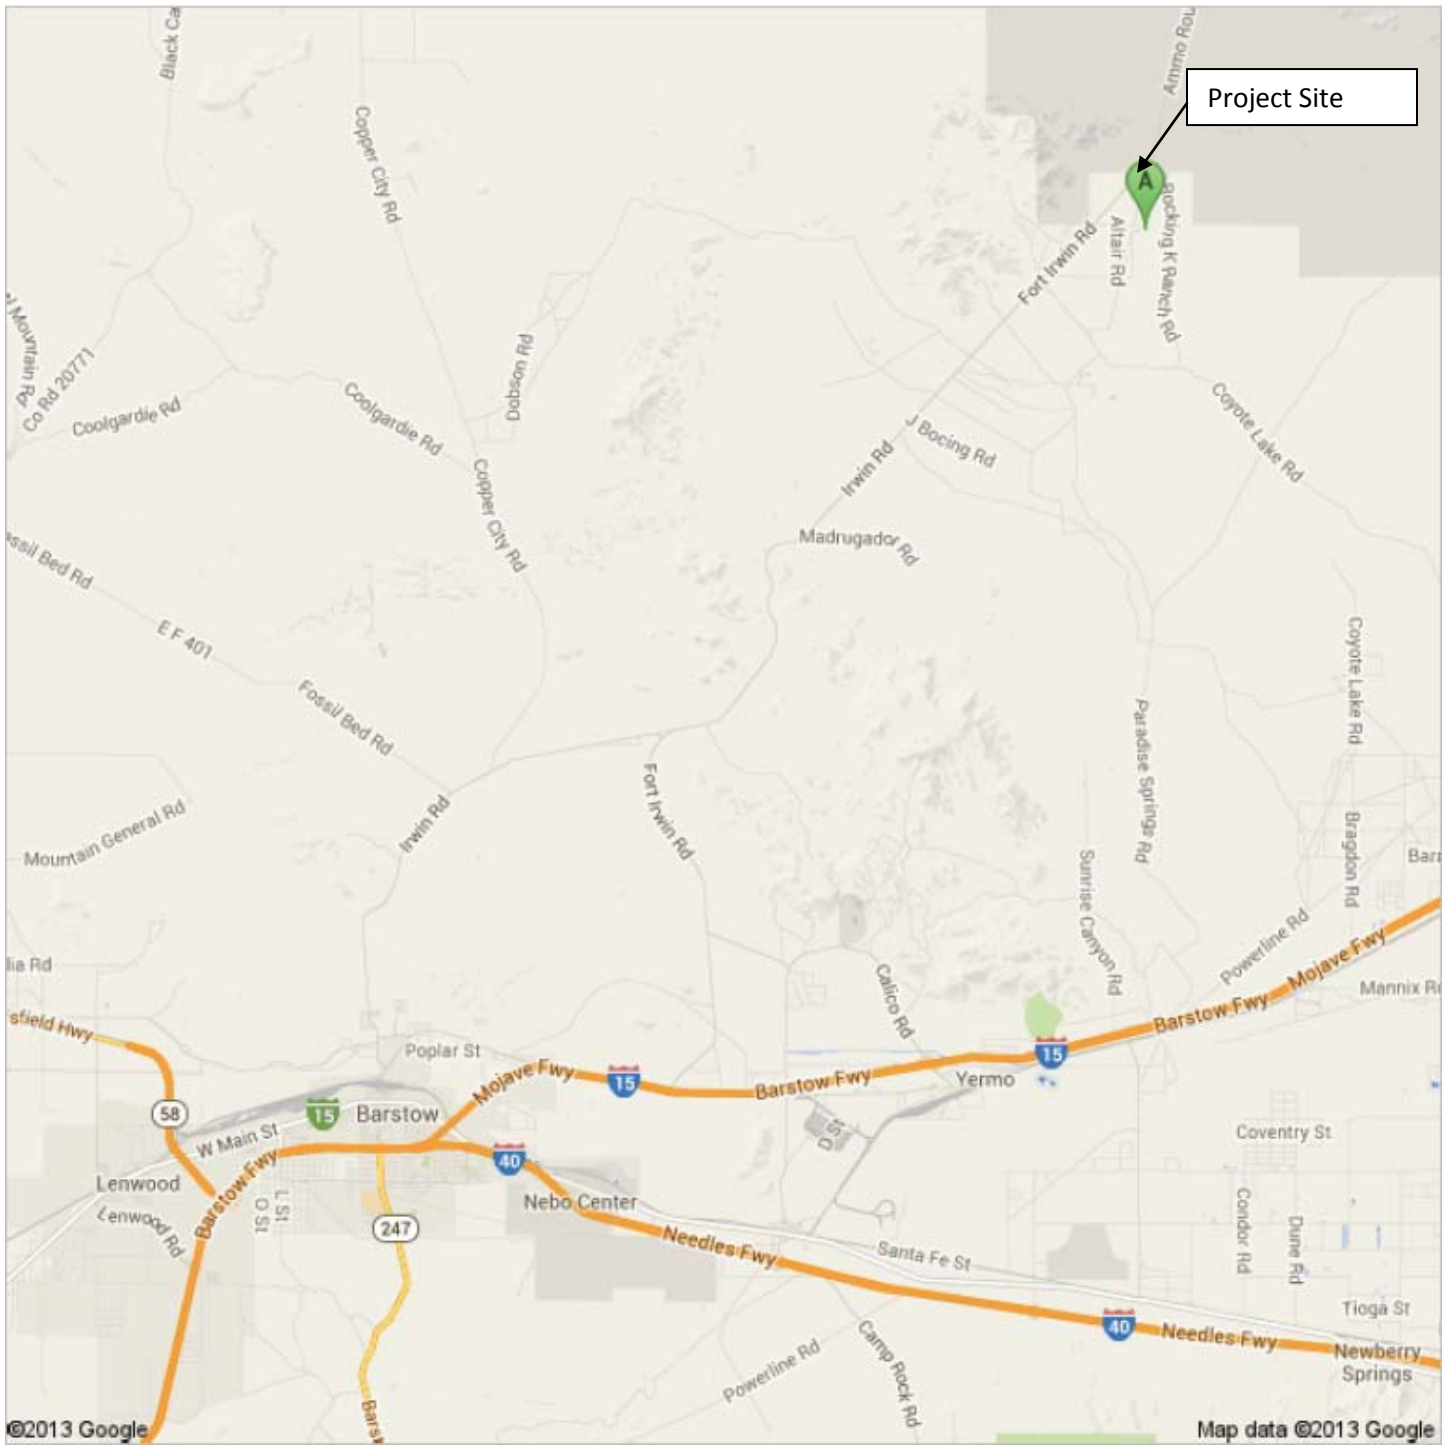 Black Ca
Ammo Rou
Project Site
Copper City Rd
A
Rocking K Ranch Rd
Altair Rd
Fort Irwin Rd
Co Rd 20771
Dobson Rd
Coolgardie Rd
Coolgardie Rd
Coyote Lake Rd
J Bocing Rd
Irwin Rd
Copper City Rd
Madrugador Rd
ossil Bed Rd
E F 401
Coyote Lake Rd
Fossil Bed Rd
Paradise Springs Rd
Fort Irwin Rd
Irwin Rd
Mountain General Rd
Bragdon Rd
Sunrise Canyon Rd
Powerline Rd
Mojave Fwy
lia Rd
Calico Rd
Mannix R
sfield Hwy
Barstow Fwy
Poplar St
Mojave Fwy
15
Barstow Fwy
15
Yermo
58
15
Barstow
W Main St
D St
Coventry St
40
Lenwood
Barstow Fwy
L St
O St
Nebo Center
Lenwood Rd
247
Needles Fwy
Santa Fe St
Condor Rd
Dune Rd
Tioga St
40
Needles Fwy
Newberry
Springs
Powerline Rd
Camp Rock Rd
Barst
©2013 Google
Map data ©2013 Google